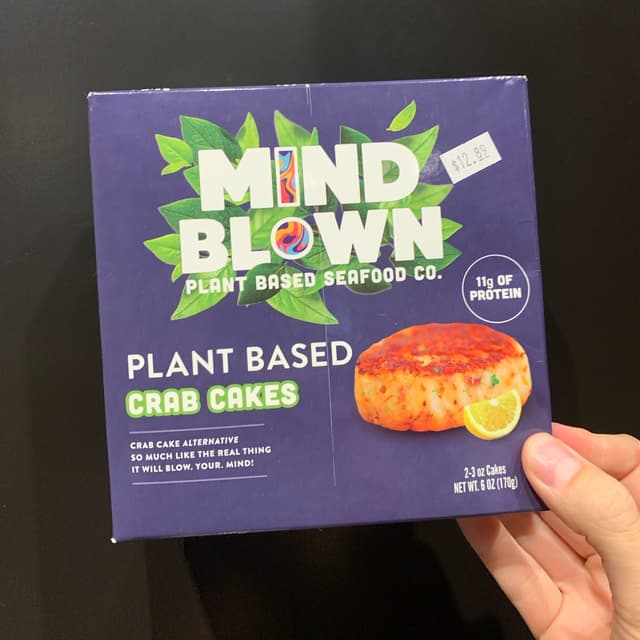 MIND
BLOWN
PLANT BASED SEAFOOD CO.
$12.89
11g OF
PROTEIN
PLANT BASED
CRAB CAKES
CRAB CAKE ALTERNATIVE
SO MUCH LIKE THE REAL THING
IT WILL BLOW. YOUR. MIND!
2-3 oz Cakes
NET WT. 6 OZ (170g)